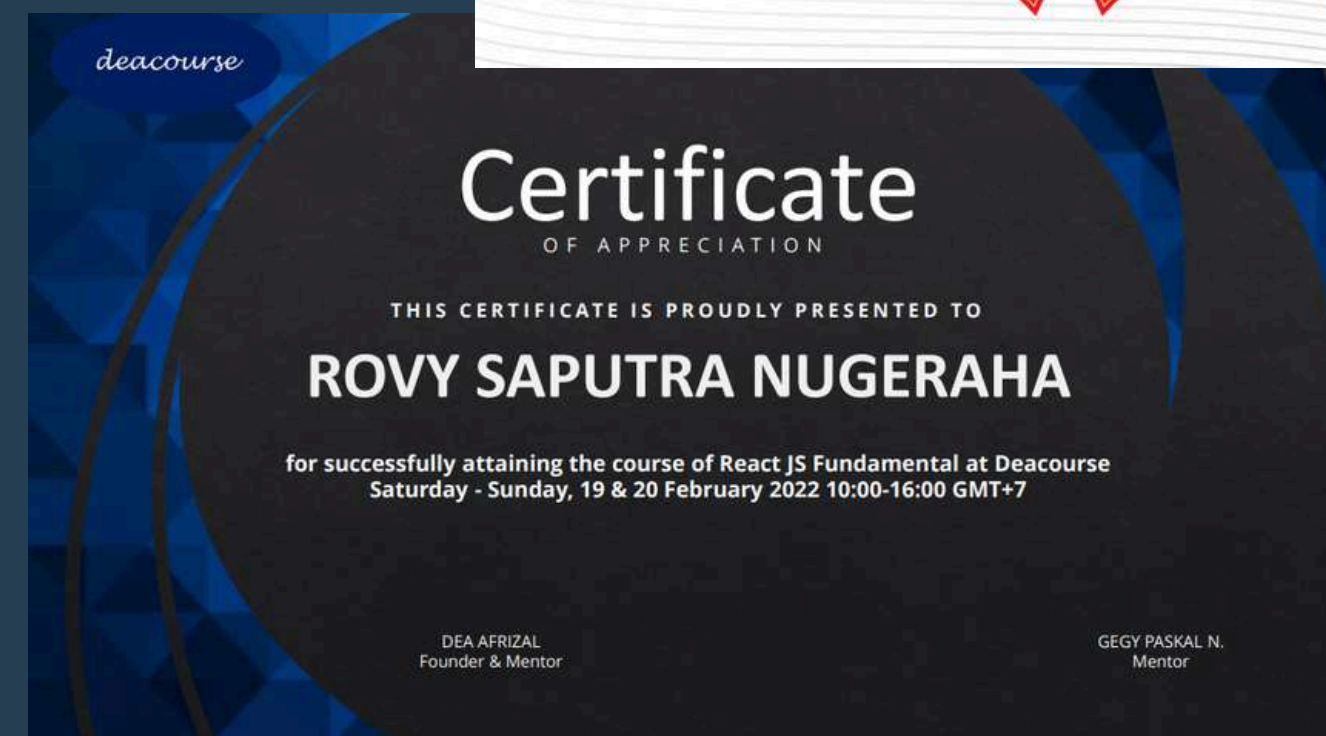 deacourse
Certificate
OF APPRECIATION
THIS CERTIFICATE IS PROUDLY PRESENTED TO
ROVY SAPUTRA NUGERAHA
for successfully attaining the course of React JS Fundamental at Deacourse
Saturday - Sunday, 19 & 20 February 2022 10:00-16:00 GMT+7
DEA AFRIZAL
Founder & Mentor
GEGY PASKAL N.
Mentor